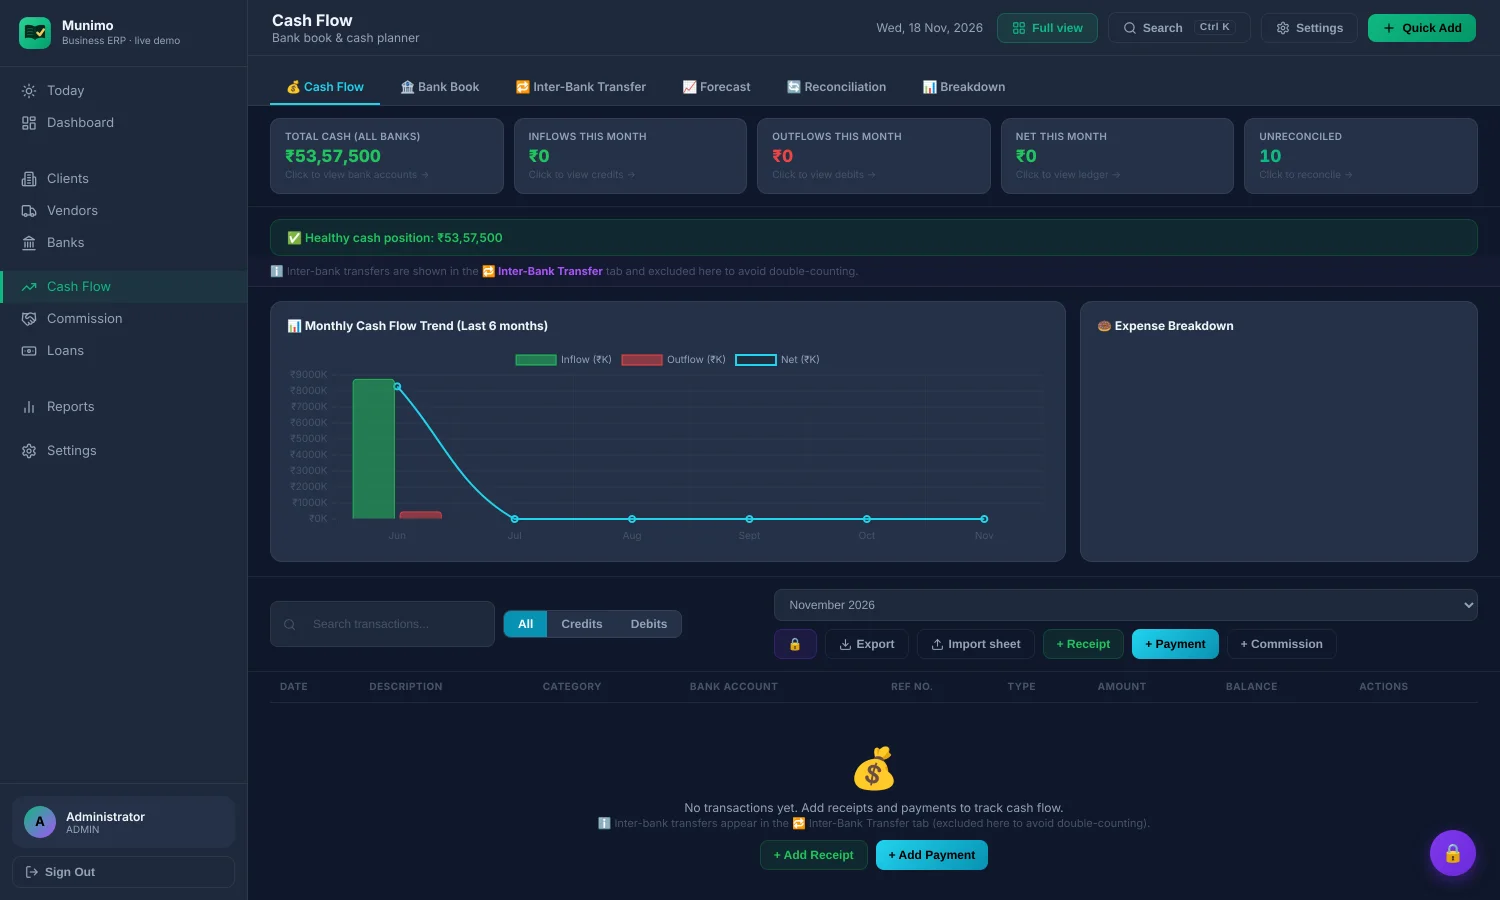 Munimo
Business ERP · live demo
Today
Dashboard
Clients
Vendors
Banks
Cash Flow
Commission
Loans
Reports
Settings
A
Administrator
ADMIN
Sign Out
Cash Flow
Bank book & cash planner
Wed, 18 Nov, 2026
Full view
Search Ctrl K
Settings
+ Quick Add
💰 Cash Flow
🏦 Bank Book
🔁 Inter-Bank Transfer
📈 Forecast
🔄 Reconciliation
📊 Breakdown
TOTAL CASH (ALL BANKS)
₹53,57,500
Click to view bank accounts →
INFLOWS THIS MONTH
₹0
Click to view credits →
OUTFLOWS THIS MONTH
₹0
Click to view debits →
NET THIS MONTH
₹0
Click to view ledger →
UNRECONCILED
10
Click to reconcile →
✅ Healthy cash position: ₹53,57,500
ℹ️ Inter-bank transfers are shown in the 🔁 Inter-Bank Transfer tab and excluded here to avoid double-counting.
📊 Monthly Cash Flow Trend (Last 6 months)
Inflow (₹K) Outflow (₹K) Net (₹K)
₹9000K
₹8000K
₹7000K
₹6000K
₹5000K
₹4000K
₹3000K
₹2000K
₹1000K
₹0K
Jun Jul Aug Sept Oct Nov
🍩 Expense Breakdown
Search transactions...
All Credits Debits
November 2026
🔒
Export
Import sheet
+ Receipt
+ Payment
+ Commission
DATE DESCRIPTION CATEGORY BANK ACCOUNT REF NO. TYPE AMOUNT BALANCE ACTIONS
No transactions yet. Add receipts and payments to track cash flow.
ℹ️ Inter-bank transfers appear in the 🔁 Inter-Bank Transfer tab (excluded here to avoid double-counting).
+ Add Receipt
+ Add Payment